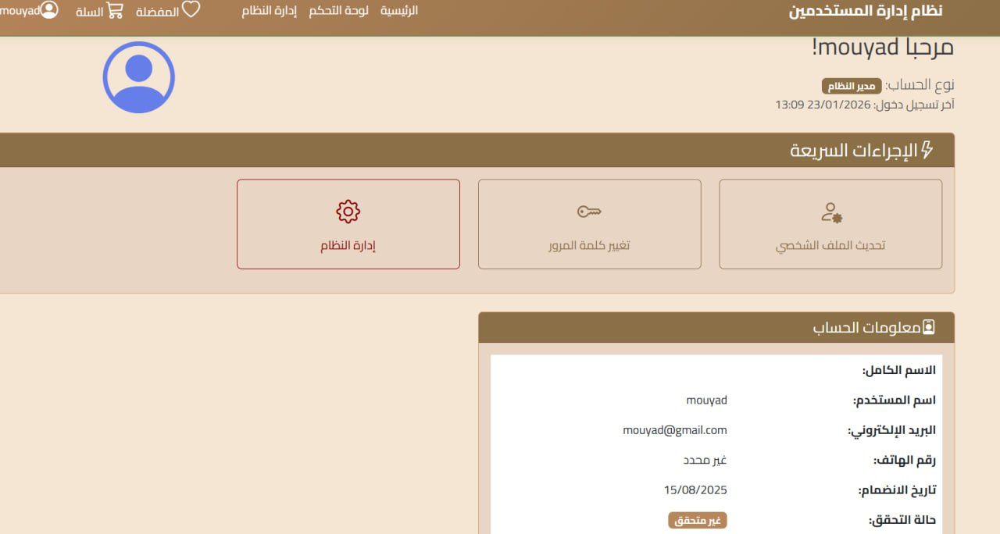 نظام إدارة المستخدمين
الرئيسية لوحة التحكم إدارة النظام
المفضلة السلة mouyad
مرحبا mouyad!
نوع الحساب: مدير النظام
آخر تسجيل دخول: 23/01/2026 13:09
الإجراءات السريعة
تحديث الملف الشخصي
تغيير كلمة المرور
إدارة النظام
معلومات الحساب
الاسم الكامل:
اسم المستخدم: mouyad
البريد الإلكتروني: mouyad@gmail.com
رقم الهاتف: غير محدد
تاريخ الانضمام: 15/08/2025
حالة التحقق: غير متحقق